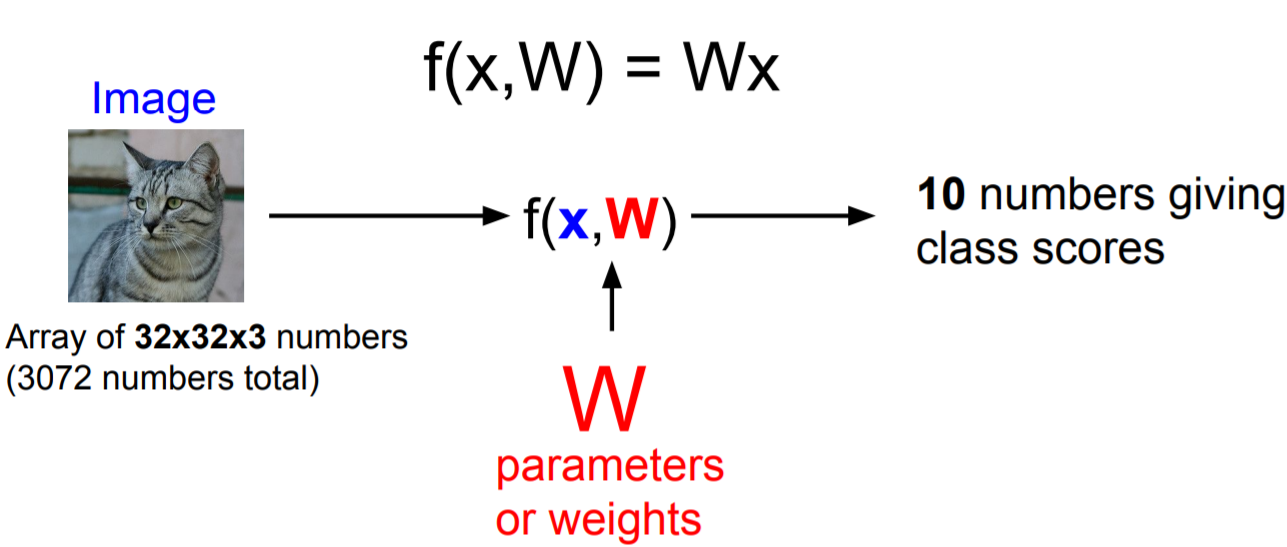 f(x,W) = Wx
Image
f(x,W)
10 numbers giving
class scores
Array of 32x32x3 numbers
(3072 numbers total)
W
parameters
or weights